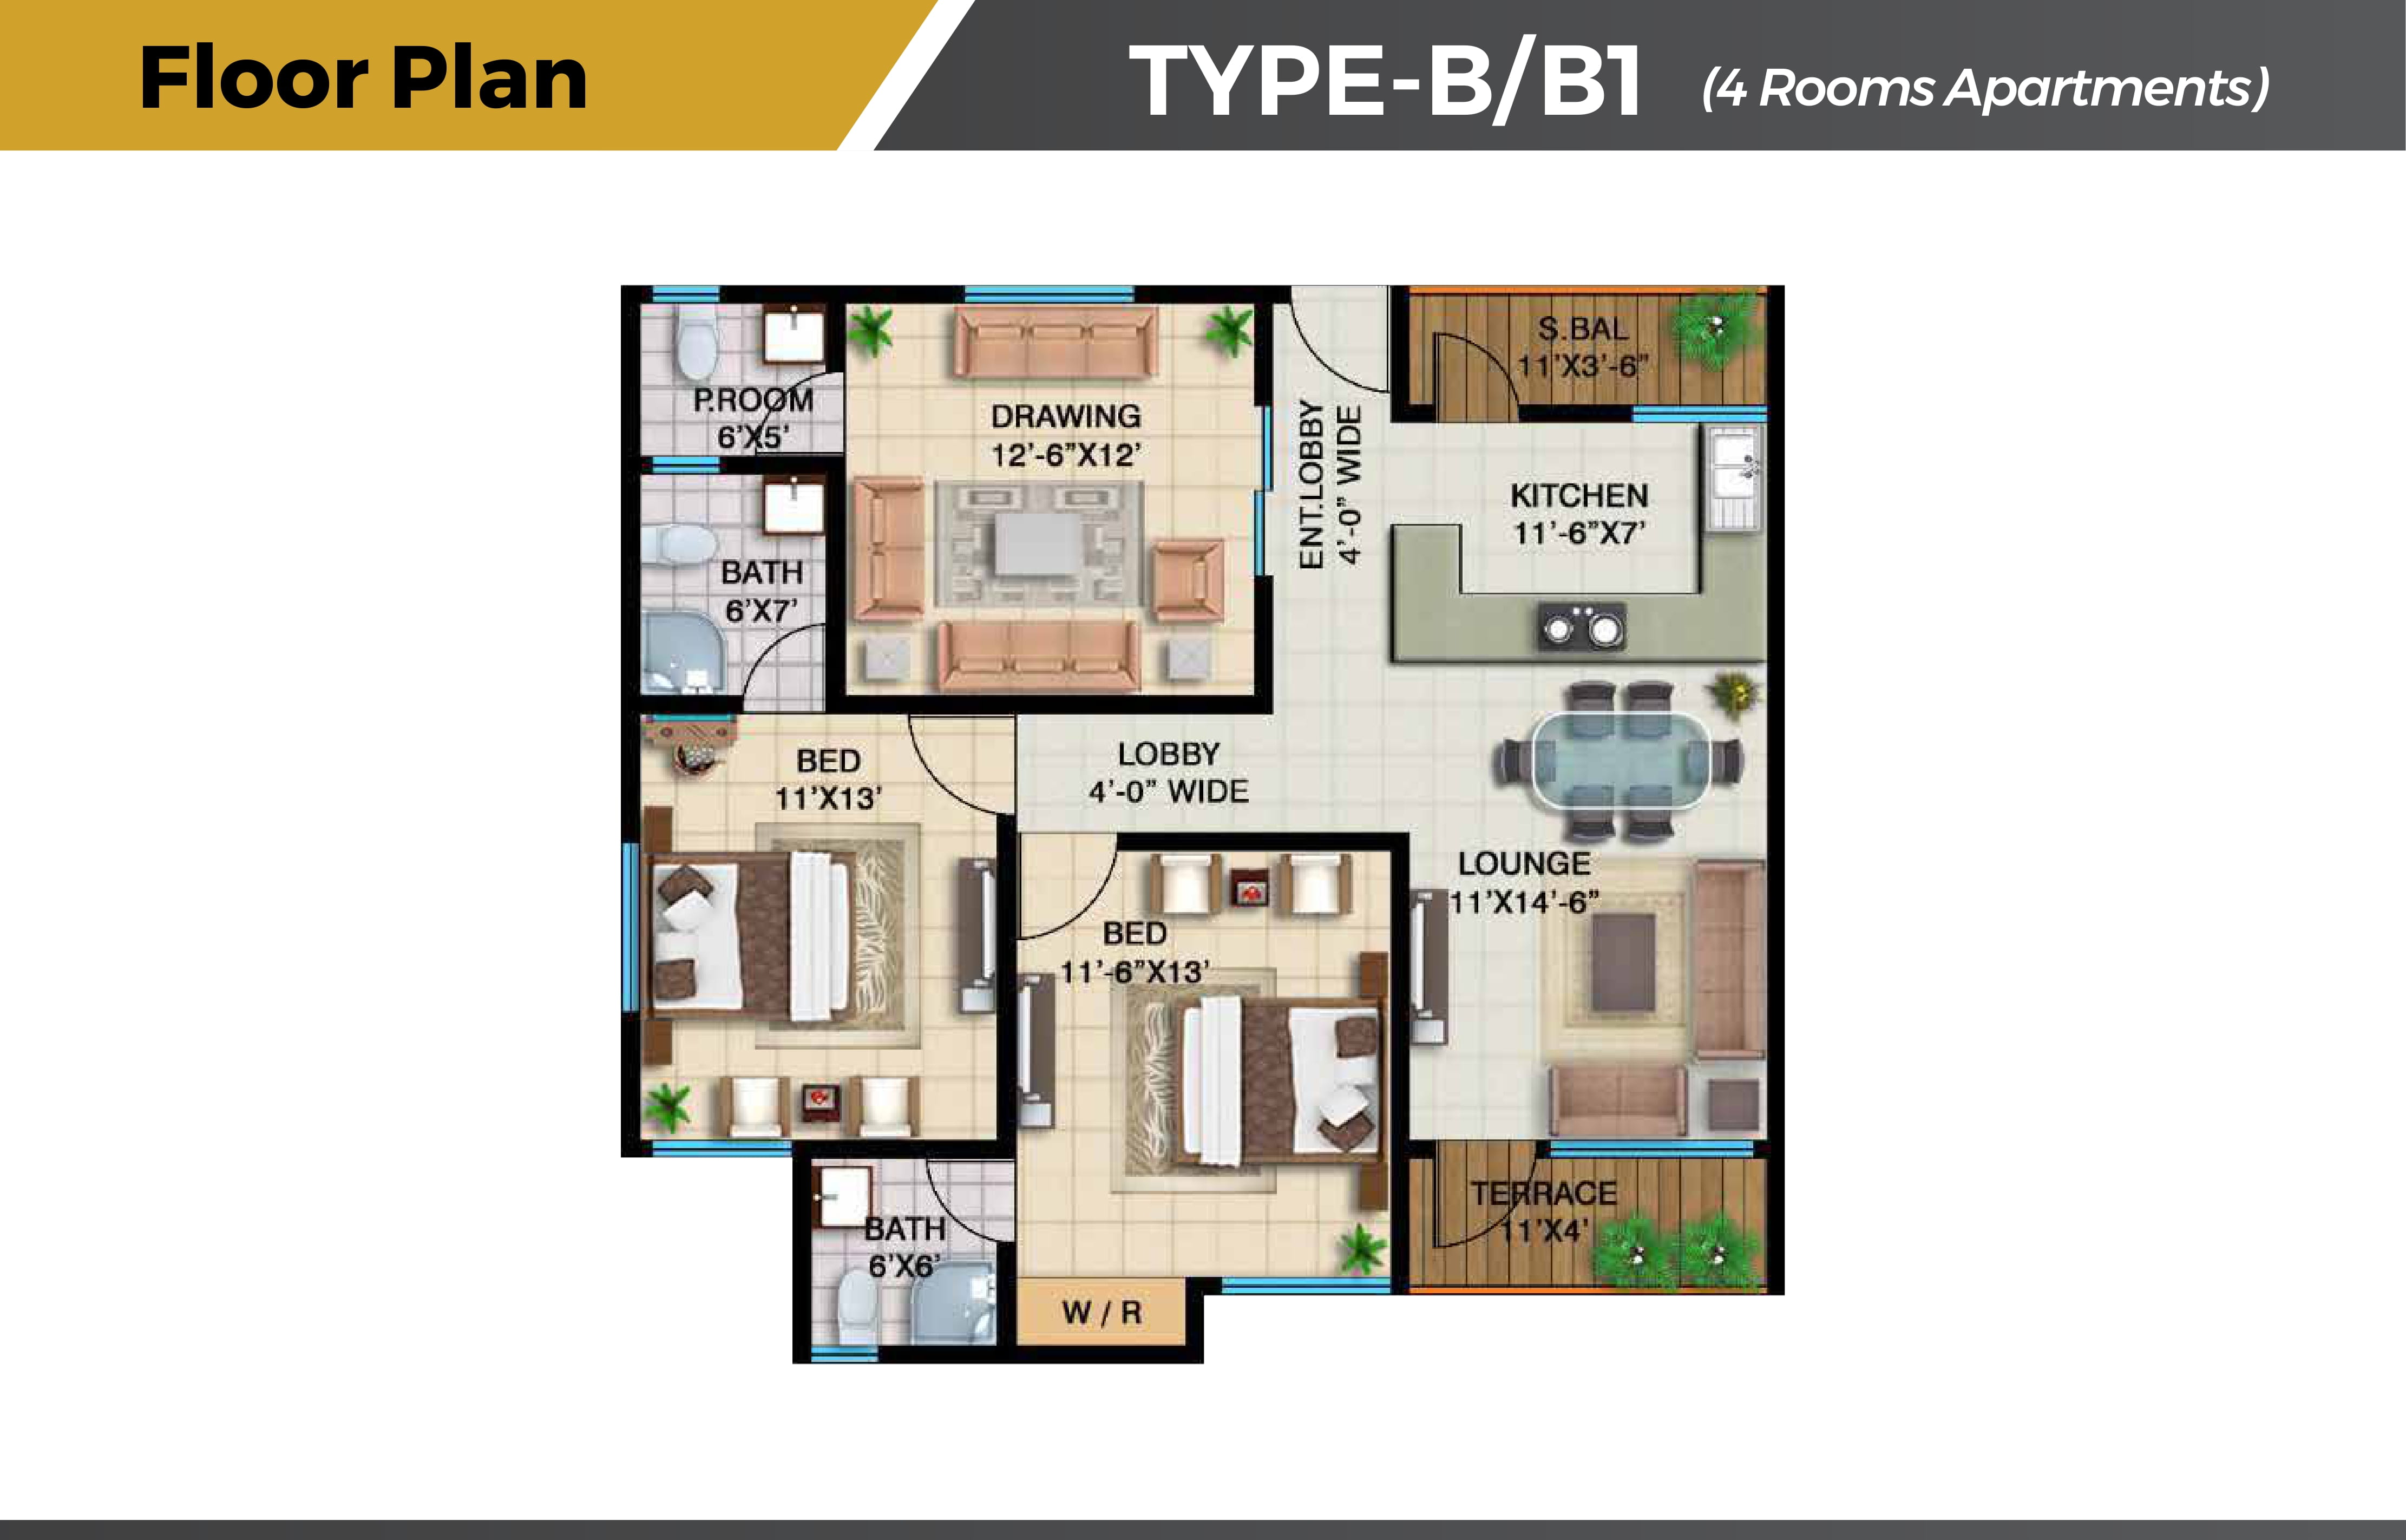 Floor Plan
TYPE-B/B1 (4 Rooms Apartments)
S.BAL
11'X3'-6"
P.ROOM
6'X5'
DRAWING
12'-6"X12'
ENT.LOBBY
4'-0" WIDE
KITCHEN
11'-6"X7'
BATH
6'X7'
BED
11'X13'
LOBBY
4'-0" WIDE
LOUNGE
11'X14'-6"
BED
11'-6"X13'
TERRACE
11'X4'
BATH
6'X6'
W / R